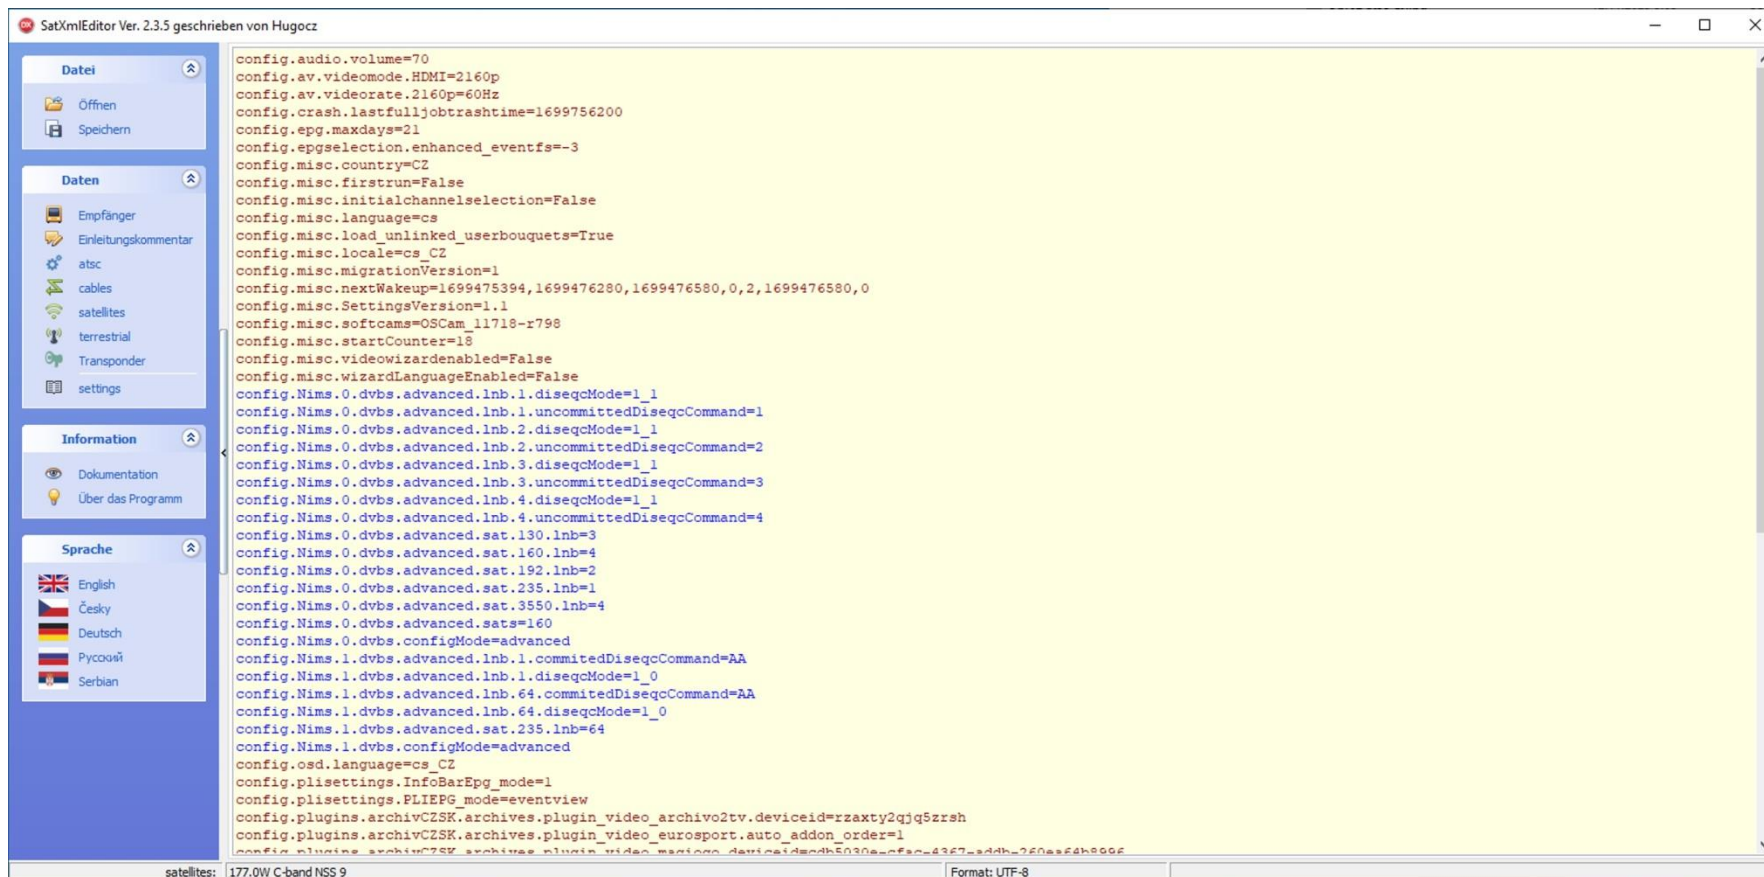 SatXmlEditor Ver. 2.3.5 geschrieben von Hugocz
Datei
Öffnen
Speichern
Daten
Empfänger
Einleitungskommentar
atsc
cables
satellites
terrestrial
Transponder
settings
Information
Dokumentation
Über das Programm
Sprache
English
Česky
Deutsch
Русский
Serbian
config.audio.volume=70
config.av.videomode.HDMI=2160p
config.av.videorate.2160p=60Hz
config.crash.lastfulljobtrashtime=1699756200
config.epg.maxdays=21
config.epgselection.enhanced_eventfs=-3
config.misc.country=CZ
config.misc.firstrun=False
config.misc.initialchannelselection=False
config.misc.language=cs
config.misc.load_unlinked_userbouquets=True
config.misc.locale=cs_CZ
config.misc.migrationVersion=1
config.misc.nextWakeup=1699475394,1699476280,1699476580,0,2,1699476580,0
config.misc.SettingsVersion=1.1
config.misc.softcams=OSCam_11718-r798
config.misc.startCounter=18
config.misc.videowizardenabled=False
config.misc.wizardLanguageEnabled=False
config.Nims.0.dvbs.advanced.lnb.1.diseqcMode=1_1
config.Nims.0.dvbs.advanced.lnb.1.uncommittedDiseqcCommand=1
config.Nims.0.dvbs.advanced.lnb.2.diseqcMode=1_1
config.Nims.0.dvbs.advanced.lnb.2.uncommittedDiseqcCommand=2
config.Nims.0.dvbs.advanced.lnb.3.diseqcMode=1_1
config.Nims.0.dvbs.advanced.lnb.3.uncommittedDiseqcCommand=3
config.Nims.0.dvbs.advanced.lnb.4.diseqcMode=1_1
config.Nims.0.dvbs.advanced.lnb.4.uncommittedDiseqcCommand=4
config.Nims.0.dvbs.advanced.sat.130.lnb=3
config.Nims.0.dvbs.advanced.sat.160.lnb=4
config.Nims.0.dvbs.advanced.sat.192.lnb=2
config.Nims.0.dvbs.advanced.sat.235.lnb=1
config.Nims.0.dvbs.advanced.sat.3550.lnb=4
config.Nims.0.dvbs.advanced.sats=160
config.Nims.0.dvbs.configMode=advanced
config.Nims.1.dvbs.advanced.lnb.1.commitedDiseqcCommand=AA
config.Nims.1.dvbs.advanced.lnb.1.diseqcMode=1_0
config.Nims.1.dvbs.advanced.lnb.64.commitedDiseqcCommand=AA
config.Nims.1.dvbs.advanced.lnb.64.diseqcMode=1_0
config.Nims.1.dvbs.advanced.sat.235.lnb=64
config.Nims.1.dvbs.configMode=advanced
config.osd.language=cs_CZ
config.plisettings.InfoBarEpg_mode=1
config.plisettings.PLIEPG_mode=eventview
config.plugins.archivCZSK.archives.plugin_video_archivo2tv.deviceid=rzaxty2qjq5zrsh
config.plugins.archivCZSK.archives.plugin_video_eurosport.auto_addon_order=1
config.plugins.archivCZSK.archives.plugin_video_magiogo.deviceid=cdb5030e-cfac-4367-addb-260ea64b8996
satellites: 177.0W C-band NSS 9
Format: UTF-8